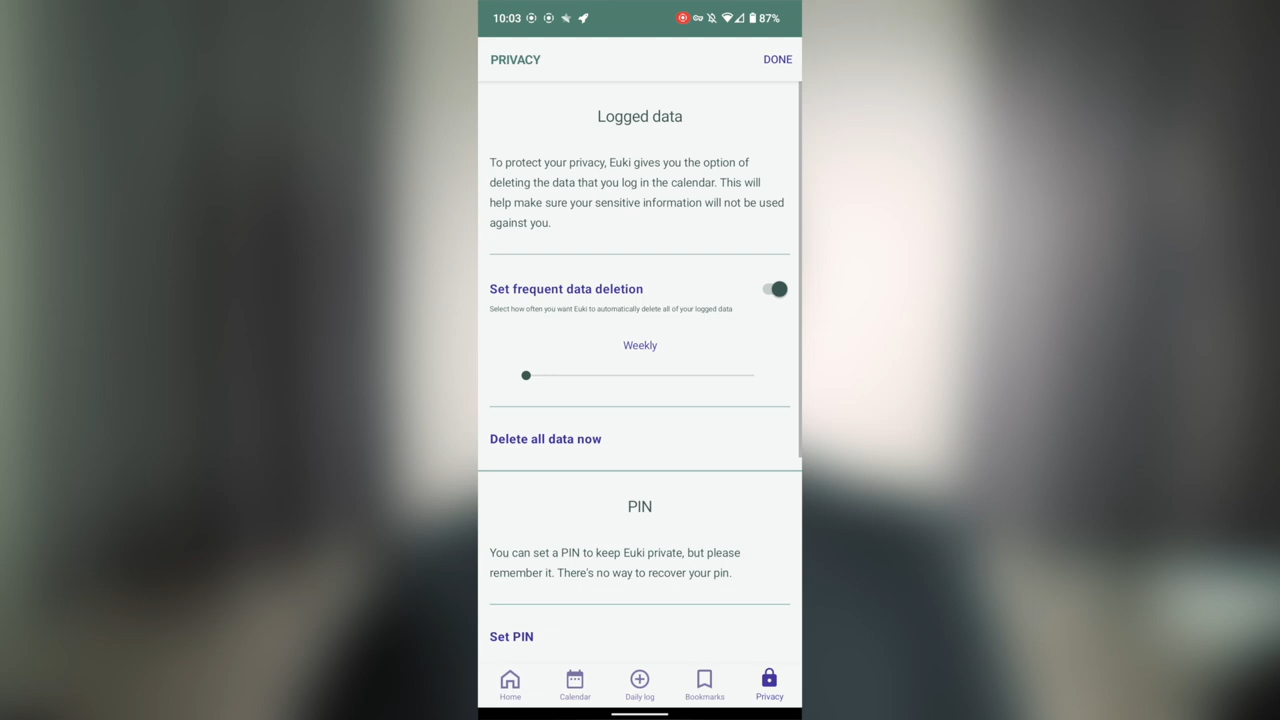 10:03 87%
PRIVACY DONE
Logged data
To protect your privacy, Euki gives you the option of
deleting the data that you log in the calendar. This will
help make sure your sensitive information will not be used
against you.
Set frequent data deletion
Select how often you want Euki to automatically delete all of your logged data
Weekly
Delete all data now
PIN
You can set a PIN to keep Euki private, but please
remember it. There's no way to recover your pin.
Set PIN
Home Calendar Daily log Bookmarks Privacy